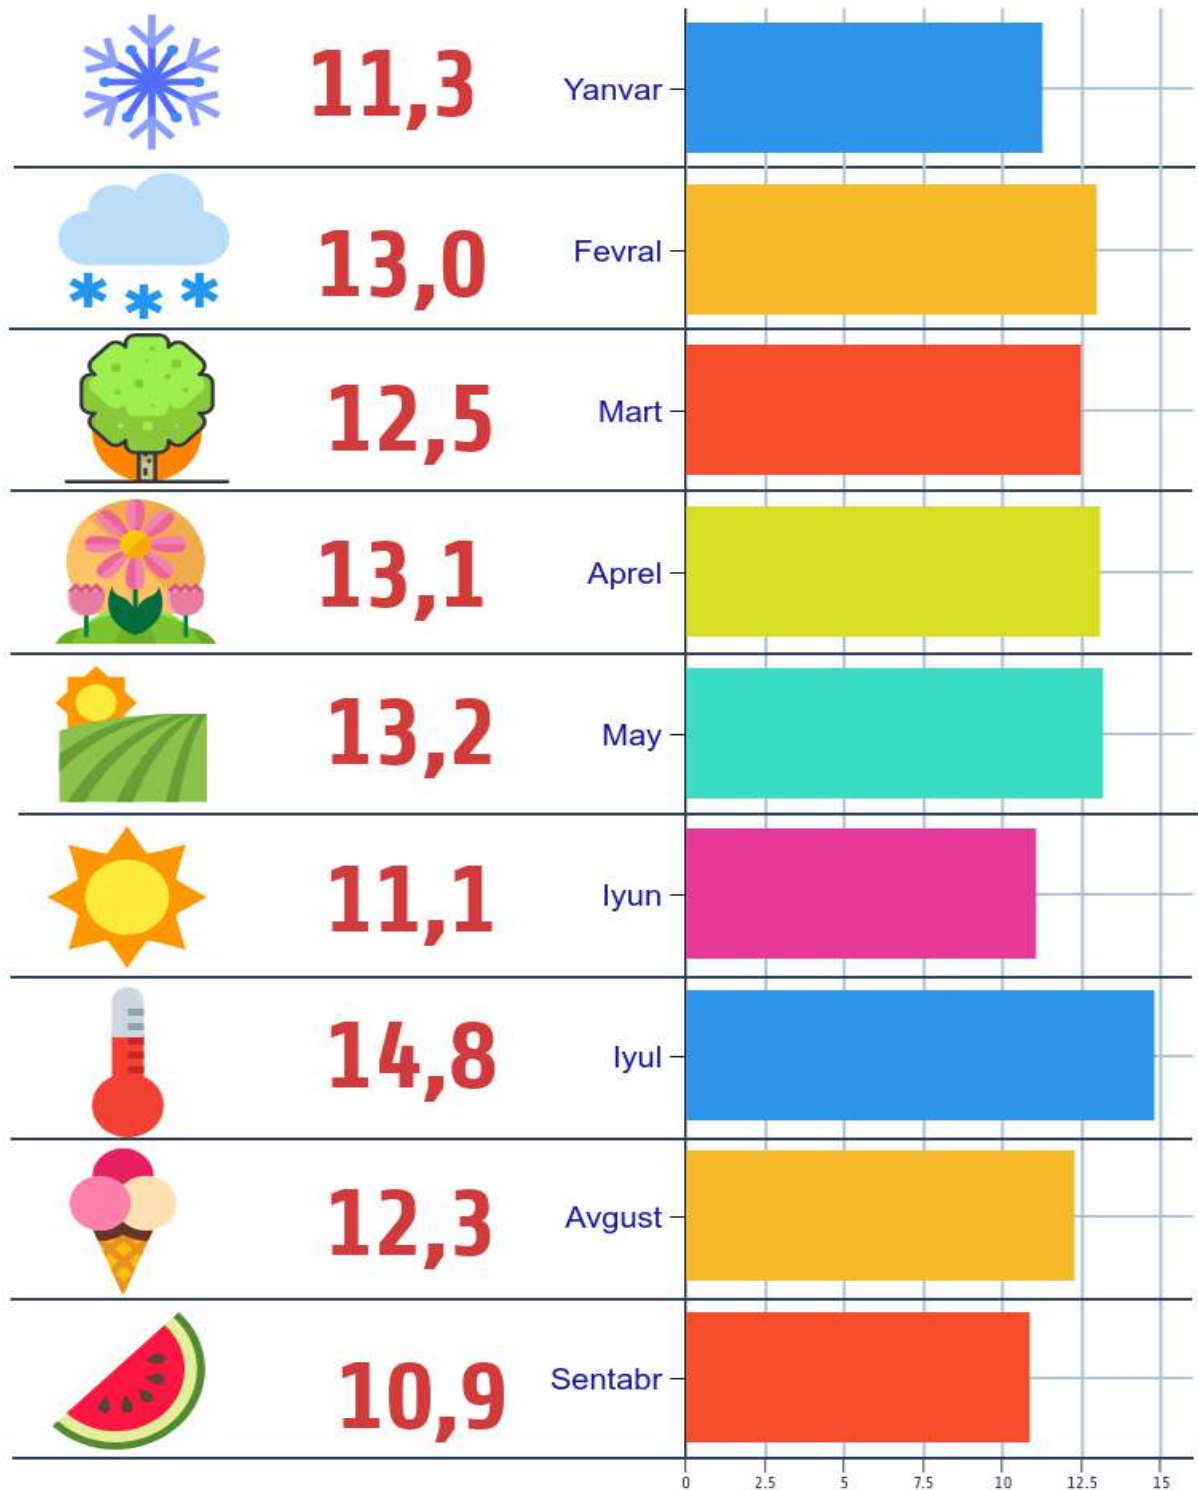 11,3 Yanvar
13,0 Fevral
12,5 Mart
13,1 Aprel
13,2 May
11,1 Iyun
14,8 Iyul
12,3 Avgust
10,9 Sentabr
0 2.5 5 7.5 10 12.5 15